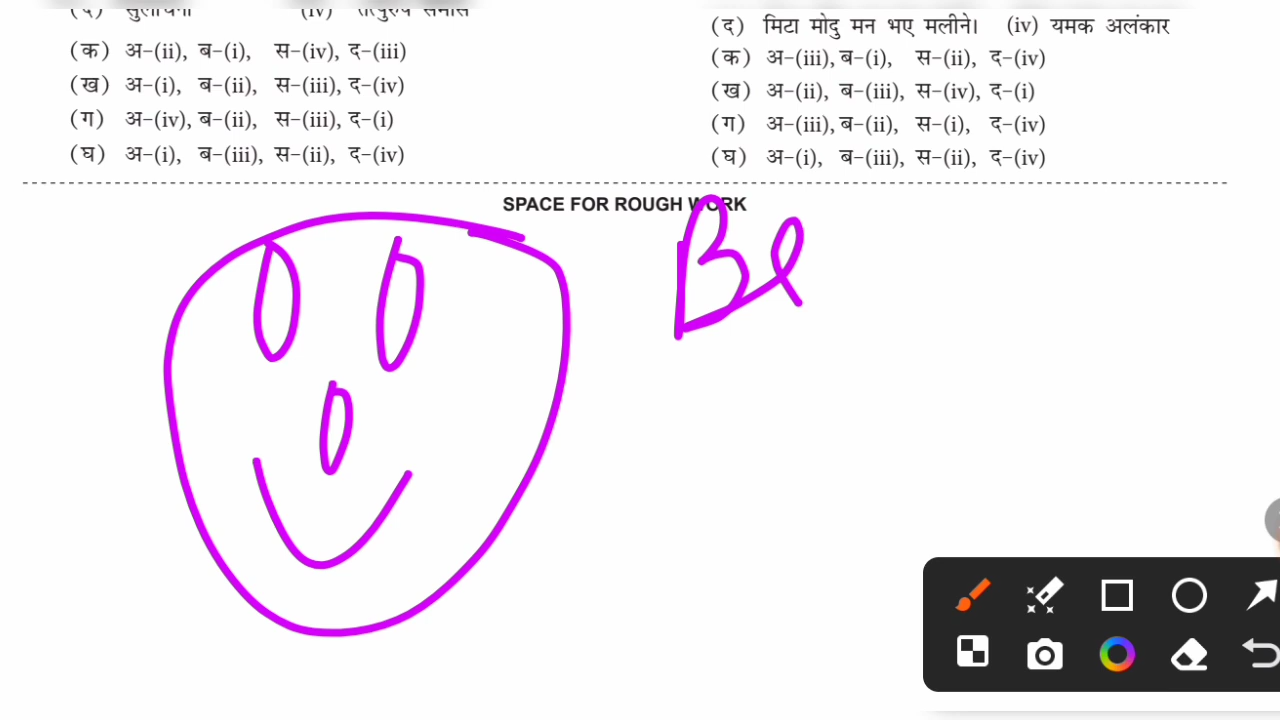 (iv)
(क) अ-(ii), ब-(i), स-(iv), द-(iii)
(ख) अ-(i), ब-(ii), स-(iii), द-(iv)
(ग) अ-(iv), ब-(ii), स-(iii), द-(i)
(घ) अ-(i), ब-(iii), स-(ii), द-(iv)
(द) मिटा मोदु मन भए मलीने। (iv) यमक अलंकार
(क) अ-(iii), ब-(i), स-(ii), द-(iv)
(ख) अ-(ii), ब-(iii), स-(iv), द-(i)
(ग) अ-(iii), ब-(ii), स-(i), द-(iv)
(घ) अ-(i), ब-(iii), स-(ii), द-(iv)
SPACE FOR ROUGH WORK
Be